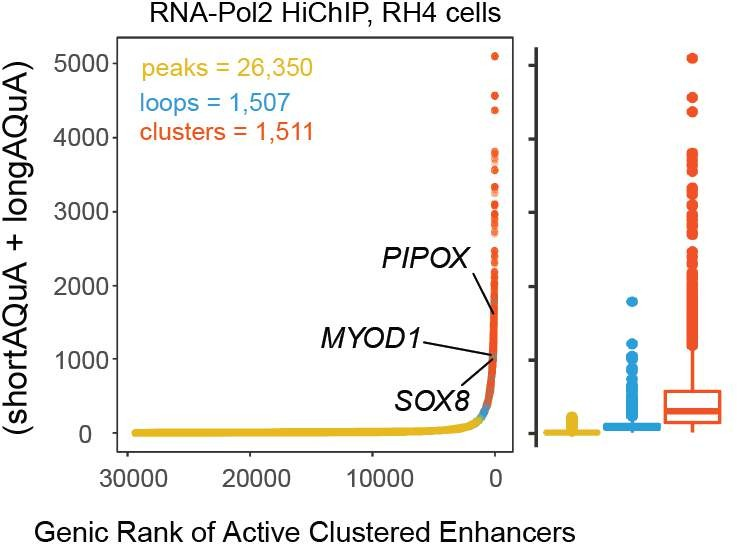 RNA-Pol2 HiChIP, RH4 cells
(shortAQuA + longAQuA)
5000
4000
3000
2000
1000
0
peaks = 26,350
loops = 1,507
clusters = 1,511
PIPOX
MYOD1
SOX8
30000 20000 10000 0
Genic Rank of Active Clustered Enhancers